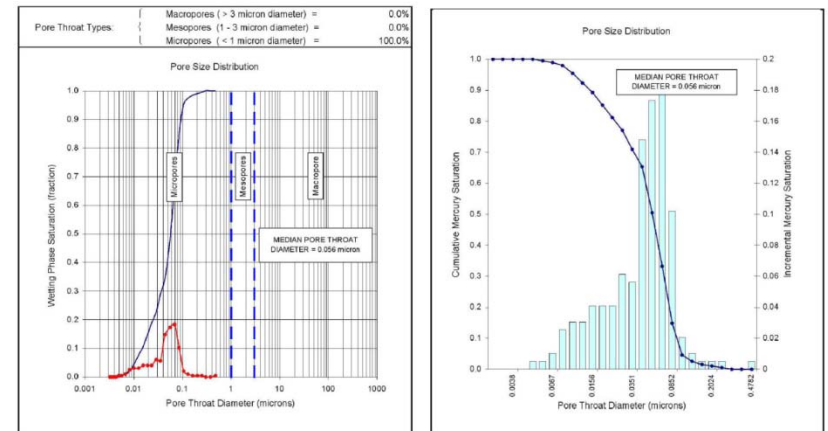 Pore Throat Types:
Macropores ( > 3 micron diameter) = 0.0%
Mesopores (1 - 3 micron diameter) = 0.0%
Micropores ( < 1 micron diameter) = 100.0%
Pore Size Distribution
Wetting Phase Saturation (fraction)
1.0
0.9
0.8
0.7
0.6
0.5
0.4
0.3
0.2
0.1
0.0
Micropores
Mesopores
Macropore
MEDIAN PORE THROAT
DIAMETER = 0.056 micron
0.001 0.01 0.1 1 10 100 1000
Pore Throat Diameter (microns)
Pore Size Distribution
Cumulative Mercury Saturation
1.0
0.9
0.8
0.7
0.6
0.5
0.4
0.3
0.2
0.1
0.0
MEDIAN PORE THROAT
DIAMETER = 0.056 micron
0.2
0.18
0.16
0.14
0.12
0.1
0.08
0.06
0.04
0.02
0
Incremental Mercury Saturation
0.0038 0.0067 0.0158 0.0351 0.0852 0.2024 0.4762
Pore Throat Diameter (microns)